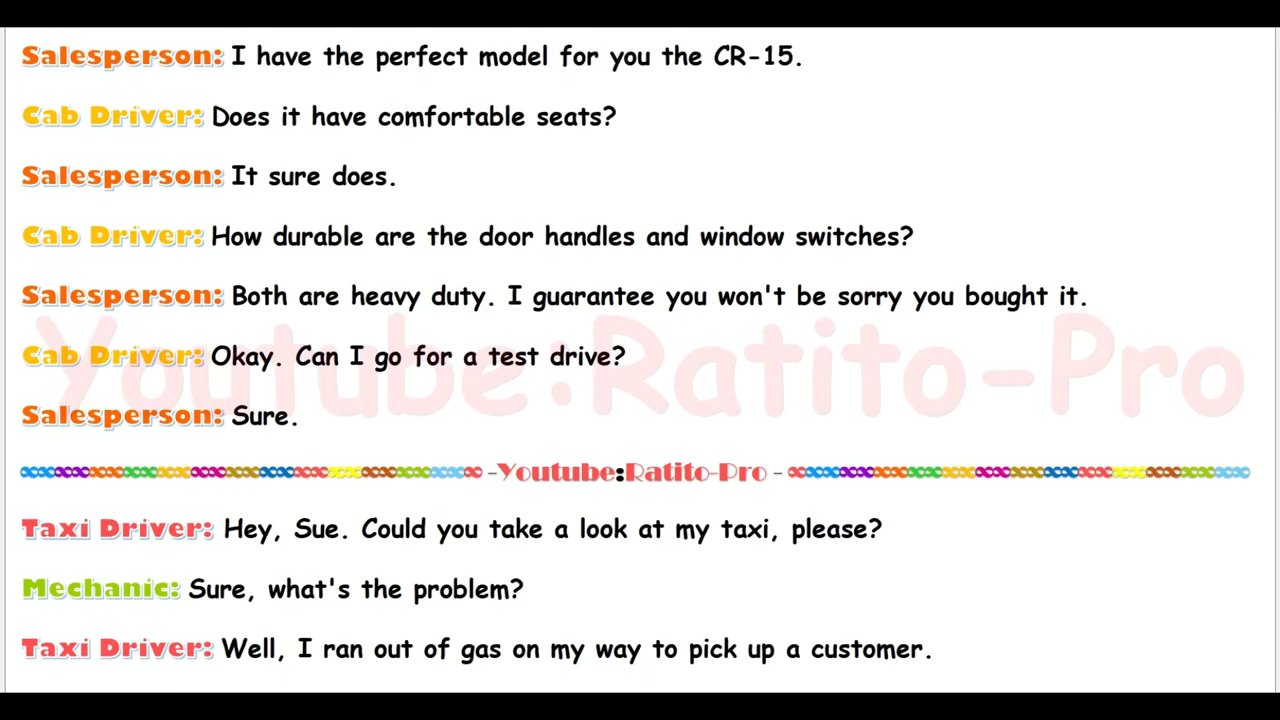 Salesperson: I have the perfect model for you the CR-15.
Cab Driver: Does it have comfortable seats?
Salesperson: It sure does.
Cab Driver: How durable are the door handles and window switches?
Salesperson: Both are heavy duty. I guarantee you won't be sorry you bought it.
Youtube:Ratito-Pro
Cab Driver: Okay. Can I go for a test drive?
Salesperson: Sure.
-Youtube:Ratito-Pro -
Taxi Driver: Hey, Sue. Could you take a look at my taxi, please?
Mechanic: Sure, what's the problem?
Taxi Driver: Well, I ran out of gas on my way to pick up a customer.